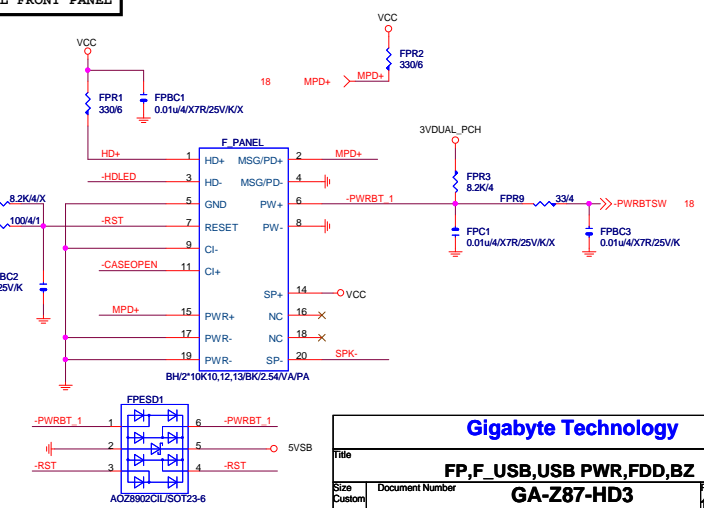 FRONT PANEL
VCC
FPR1
330/6
FPBC1
0.01u/4/X7R/25V/K/X
18 MPD+ MPD+
VCC
FPR2
330/6
F_PANEL
HD+ 1 HD+ MSG/PD+ 2 MPD+
-HDLED 3 HD- MSG/PD- 4
5 GND PW+ 6 -PWRBT_1
-RST 7 RESET PW- 8
9 CI-
-CASEOPEN 11 CI+
SP+ 14 VCC
MPD+ 15 PWR+ NC 16
17 PWR- NC 18
19 PWR- SP- 20 SPK-
BH/2*10K10,12,13/BK/2.54/VA/PA
8.2K/4/X
100/4/1
BC2
25V/K
3VDUAL_PCH
FPR3
8.2K/4
FPR9 33/4 -PWRBTSW 18
FPC1
0.01u/4/X7R/25V/K/X
FPBC3
0.01u/4/X7R/25V/K
FPESD1
-PWRBT_1 1 6 -PWRBT_1
2 5 5VSB
-RST 3 4 -RST
AOZ8902CIL/SOT23-6
Gigabyte Technology
Title
FP,F_USB,USB PWR,FDD,BZ
Size
Custom
Document Number
GA-Z87-HD3